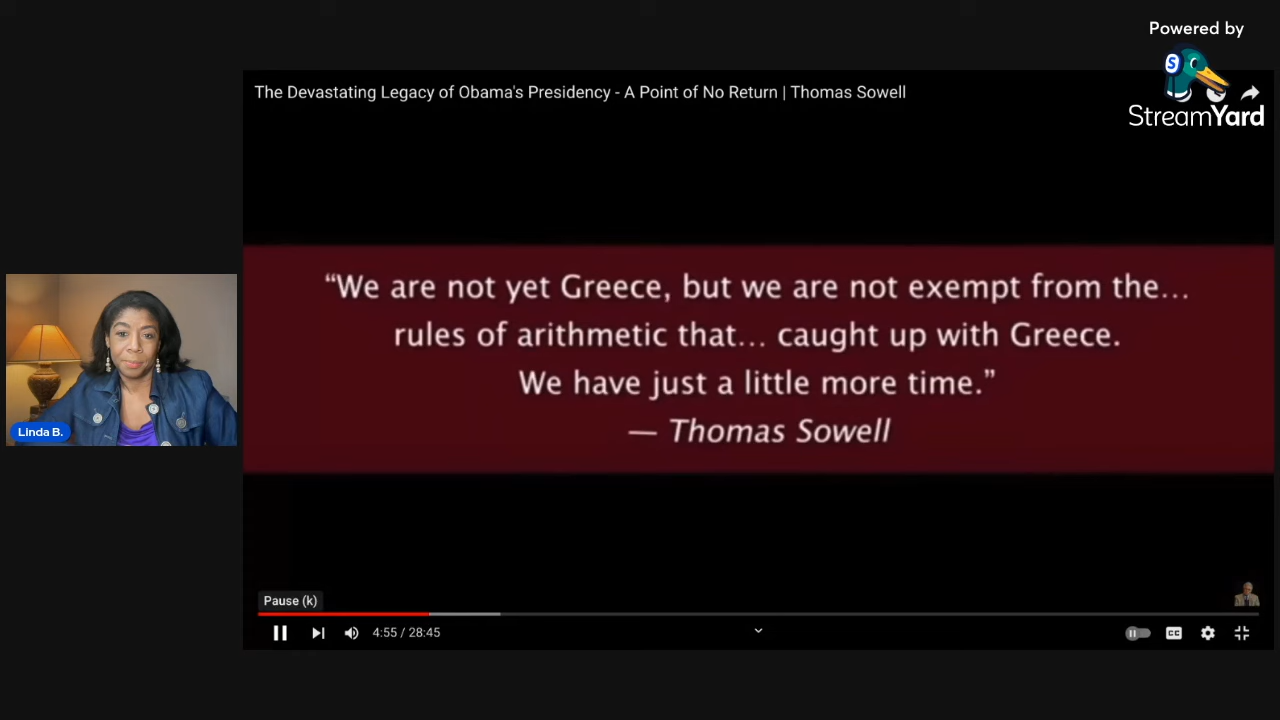 Powered by
StreamYard
The Devastating Legacy of Obama's Presidency - A Point of No Return | Thomas Sowell
“We are not yet Greece, but we are not exempt from the...
rules of arithmetic that... caught up with Greece.
We have just a little more time.”
— Thomas Sowell
Linda B.
Pause (k)
4:55 / 28:45
CC